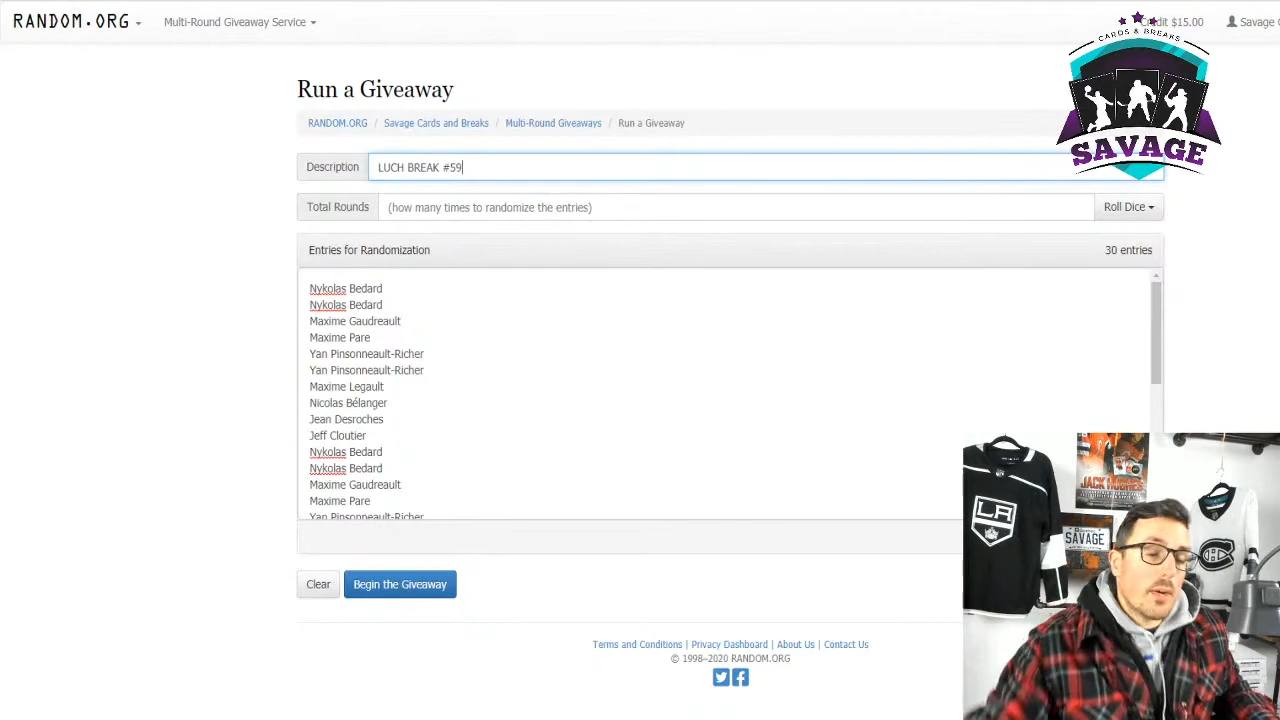 RANDOM.ORG Multi-Round Giveaway Service Credit $15.00 Savage
CARDS & BREAKS
SAVAGE
Run a Giveaway
RANDOM.ORG / Savage Cards and Breaks / Multi-Round Giveaways / Run a Giveaway
Description LUCH BREAK #59
Total Rounds (how many times to randomize the entries) Roll Dice
Entries for Randomization 30 entries
Nykolas Bedard
Nykolas Bedard
Maxime Gaudreault
Maxime Pare
Yan Pinsonneault-Richer
Yan Pinsonneault-Richer
Maxime Legault
Nicolas Bélanger
Jean Desroches
Jeff Cloutier
Nykolas Bedard
Nykolas Bedard
Maxime Gaudreault
Maxime Pare
Yan Pinsonneault-Richer
JACK HUGHES
LA
SAVAGE
Clear Begin the Giveaway
Terms and Conditions | Privacy Dashboard | About Us | Contact Us
© 1998–2020 RANDOM.ORG